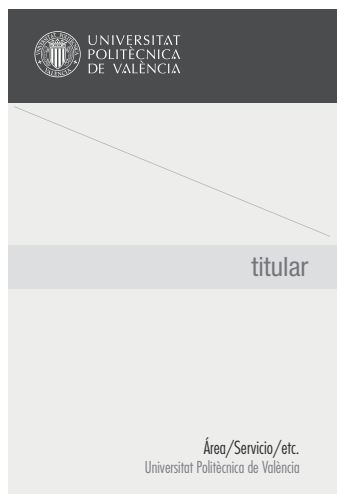 UNIVERSITAT
POLITÈCNICA
DE VALÈNCIA
titular
Área/Servicio/etc.
Universitat Politècnica de València